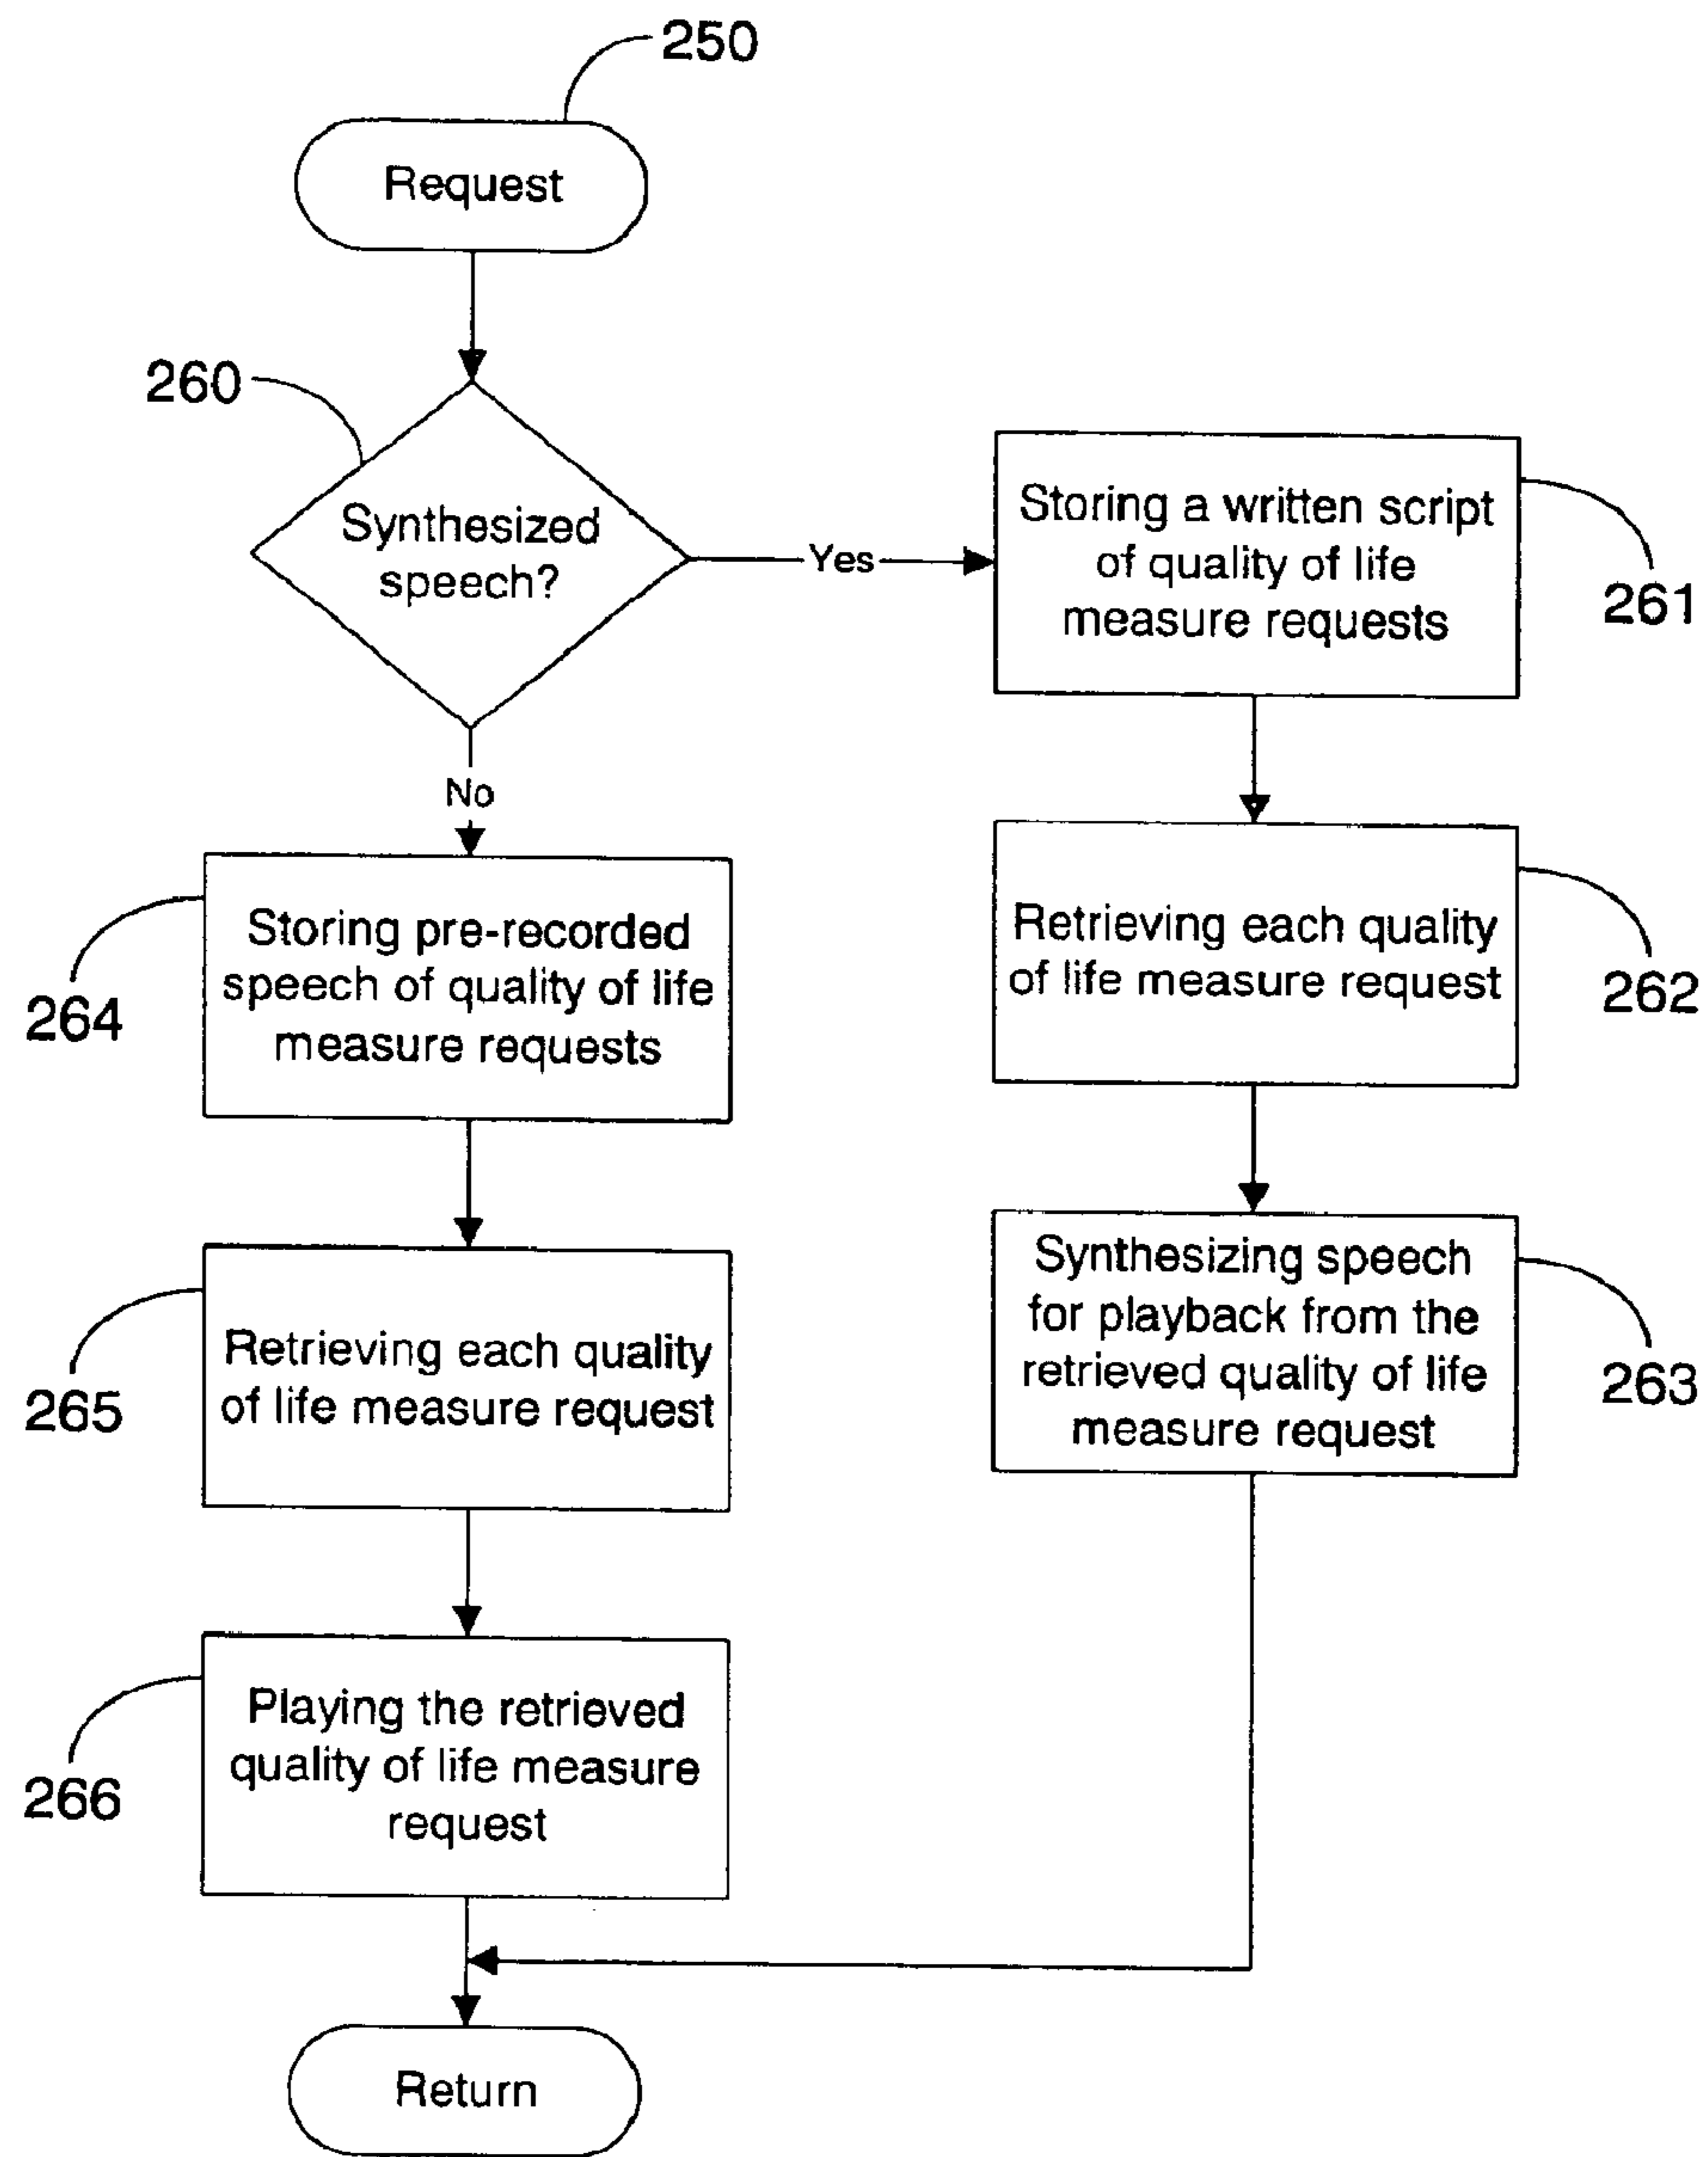 250
Request
260
Synthesized
speech?
Yes
Storing a written script
of quality of life
measure requests
261
No
264
Storing pre-recorded
speech of quality of life
measure requests
Retrieving each quality
of life measure request
262
265
Retrieving each quality
of life measure request
Synthesizing speech
for playback from the
retrieved quality of life
measure request
263
266
Playing the retrieved
quality of life measure
request
Return